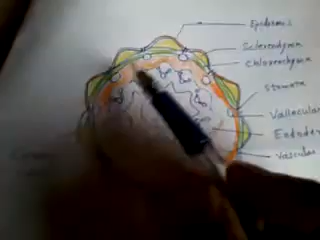 Epidermis
Sclerenchyma
Chlorenchyma
Stomata
Vallecular
Endoder
Vascular